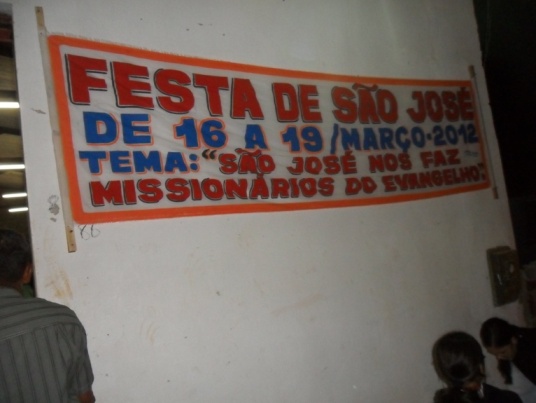 FESTA DE SÃO JOSÉ
DE 16 A 19/MARÇO-2012
TEMA: "SÃO JOSÉ NOS FAZ
MISSIONÁRIOS DO EVANGELHO".